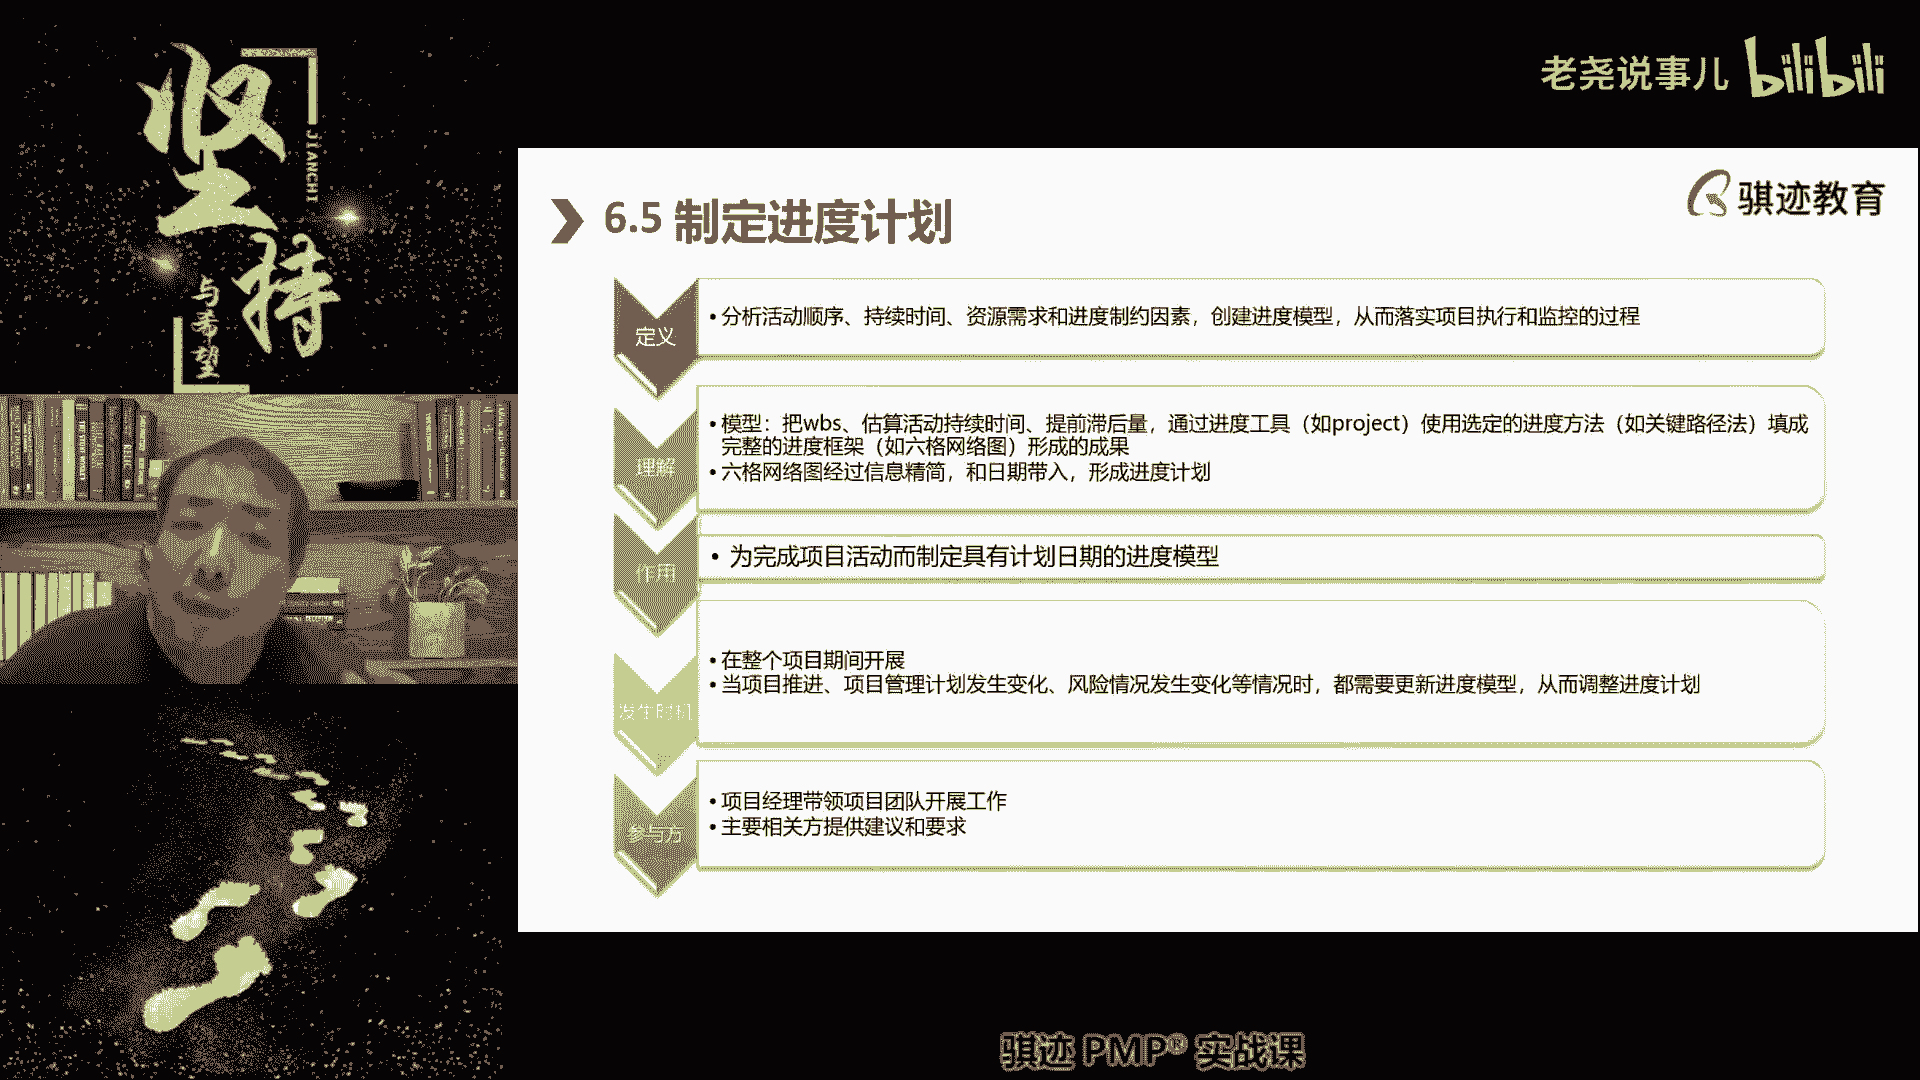 坚持
JIANCHI
与希望
老尧说事儿 bilibili
骐迹教育
6.5 制定进度计划
定义
•分析活动顺序、持续时间、资源需求和进度制约因素，创建进度模型，从而落实项目执行和监控的过程
理解
•模型：把wbs、估算活动持续时间、提前滞后量，通过进度工具（如project）使用选定的进度方法（如关键路径法）填成
完整的进度框架（如六格网络图）形成的成果
•六格网络图经过信息精简，和日期带入，形成进度计划
作用
• 为完成项目活动而制定具有计划日期的进度模型
发生时机
•在整个项目期间开展
•当项目推进、项目管理计划发生变化、风险情况发生变化等情况时，都需要更新进度模型，从而调整进度计划
参与方
•项目经理带领项目团队开展工作
•主要相关方提供建议和要求
骐迹 PMP® 实战课